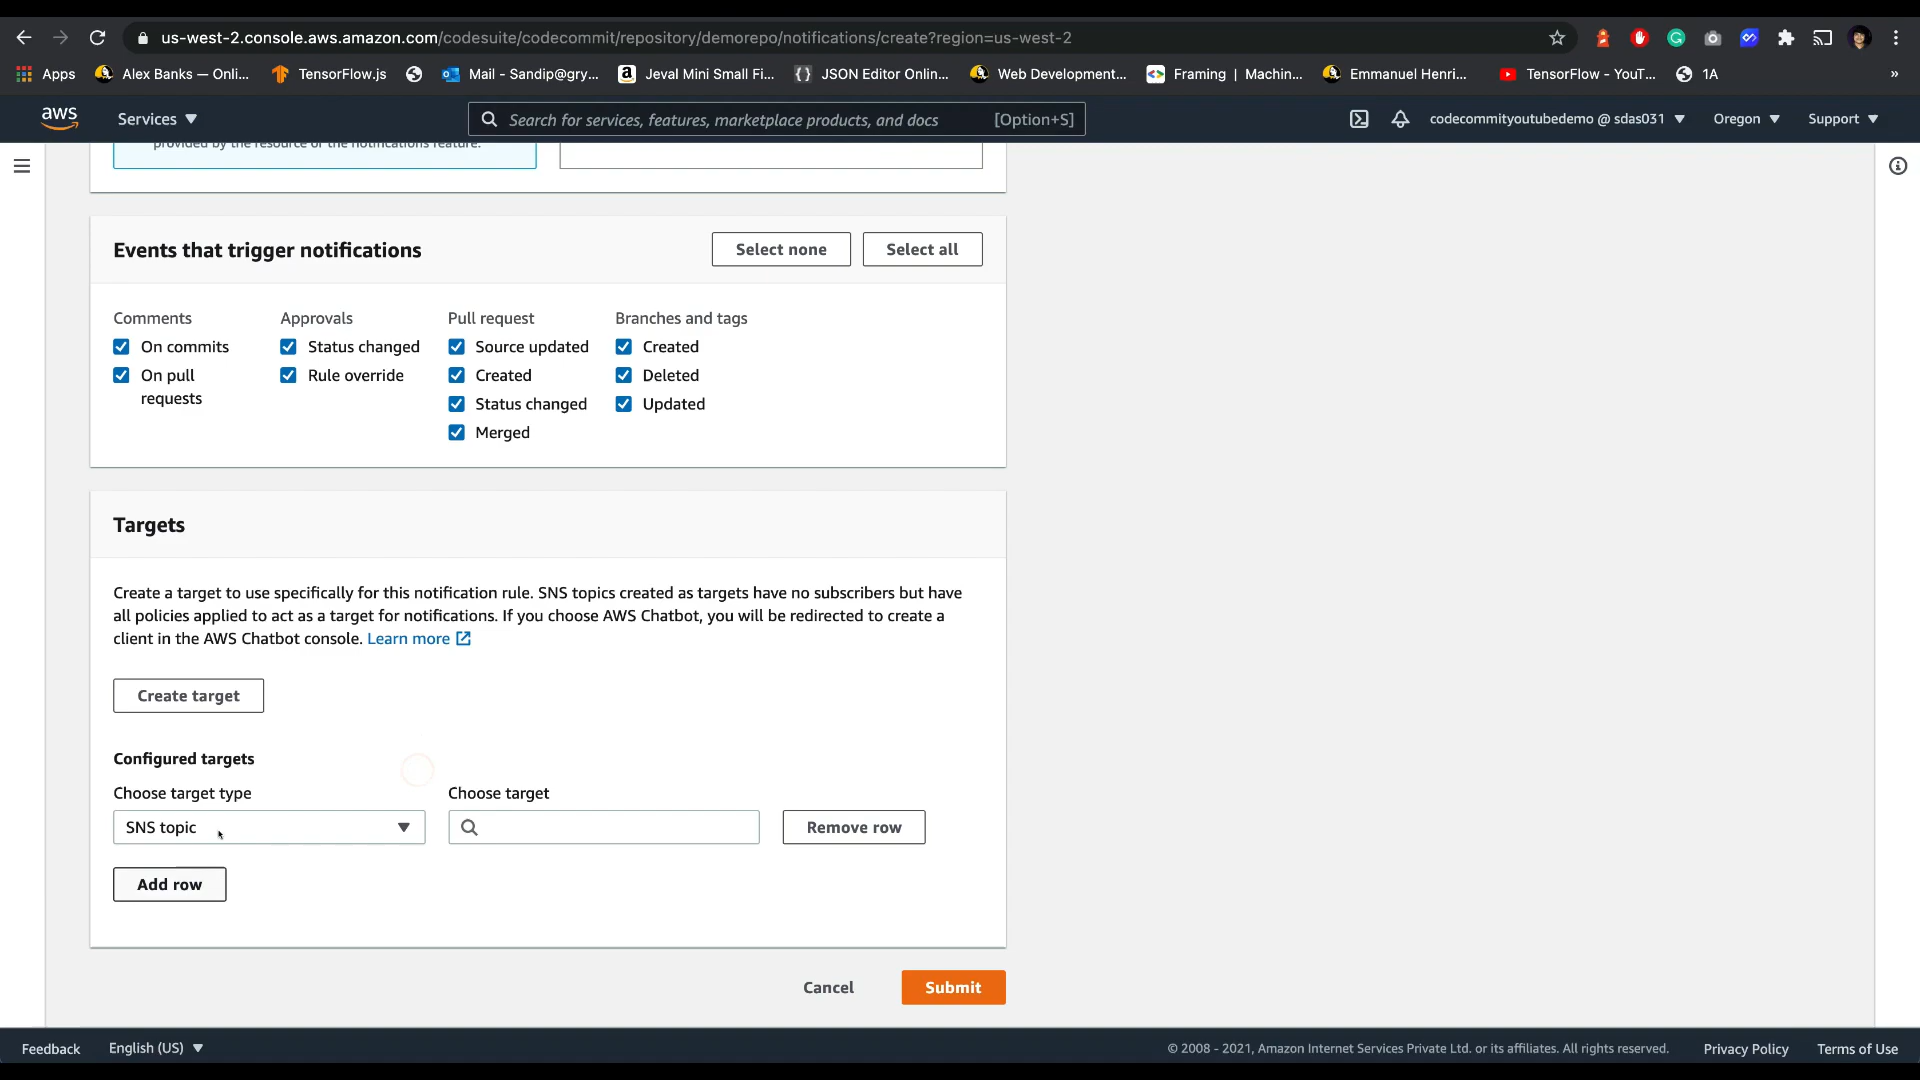 us-west-2.console.aws.amazon.com/codesuite/codecommit/repository/demorepo/notifications/create?region=us-west-2
Apps
Alex Banks — Onli...
TensorFlow.js
Mail - Sandip@gry...
Jeval Mini Small Fi...
JSON Editor Onlin...
Web Development...
Framing | Machin...
Emmanuel Henri...
TensorFlow - YouT...
1A
»
aws
Services
Search for services, features, marketplace products, and docs
[Option+S]
codecommityoutubedemo @ sdas031
Oregon
Support
provided by the resource or the notifications feature.
Events that trigger notifications
Select none
Select all
Comments
On commits
On pull
requests
Approvals
Status changed
Rule override
Pull request
Source updated
Created
Status changed
Merged
Branches and tags
Created
Deleted
Updated
Targets
Create a target to use specifically for this notification rule. SNS topics created as targets have no subscribers but have
all policies applied to act as a target for notifications. If you choose AWS Chatbot, you will be redirected to create a
client in the AWS Chatbot console. Learn more
Create target
Configured targets
Choose target type
Choose target
SNS topic
Remove row
Add row
Cancel
Submit
Feedback
English (US)
© 2008 - 2021, Amazon Internet Services Private Ltd. or its affiliates. All rights reserved.
Privacy Policy
Terms of Use